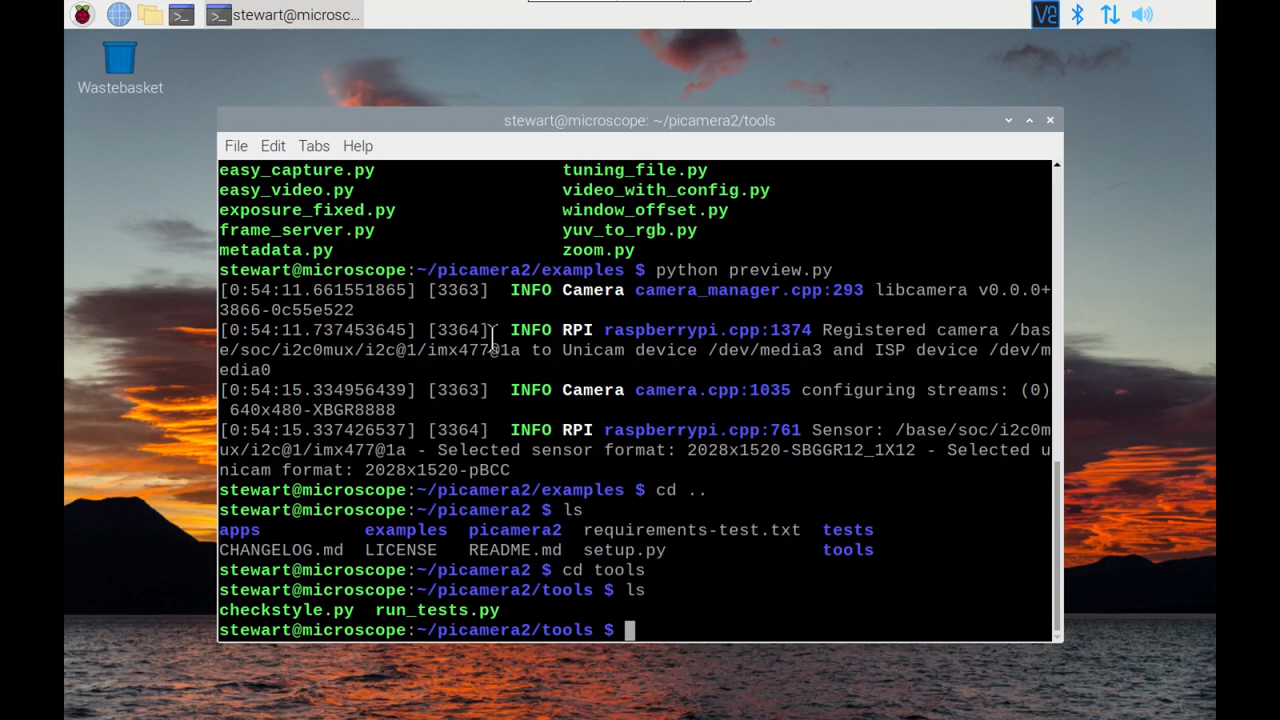 stewart@microsc...
Wastebasket
stewart@microscope: ~/picamera2/tools
File Edit Tabs Help
easy_capture.py tuning_file.py
easy_video.py video_with_config.py
exposure_fixed.py window_offset.py
frame_server.py yuv_to_rgb.py
metadata.py zoom.py
stewart@microscope:~/picamera2/examples $ python preview.py
[0:54:11.661551865] [3363] INFO Camera camera_manager.cpp:293 libcamera v0.0.0+
3866-0c55e522
[0:54:11.737453645] [3364] INFO RPI raspberrypi.cpp:1374 Registered camera /bas
e/soc/i2c0mux/i2c@1/imx477@1a to Unicam device /dev/media3 and ISP device /dev/m
edia0
[0:54:15.334956439] [3363] INFO Camera camera.cpp:1035 configuring streams: (0)
640x480-XBGR8888
[0:54:15.337426537] [3364] INFO RPI raspberrypi.cpp:761 Sensor: /base/soc/i2c0m
ux/i2c@1/imx477@1a - Selected sensor format: 2028x1520-SBGGR12_1X12 - Selected u
nicam format: 2028x1520-pBCC
stewart@microscope:~/picamera2/examples $ cd ..
stewart@microscope:~/picamera2 $ ls
apps examples picamera2 requirements-test.txt tests
CHANGELOG.md LICENSE README.md setup.py tools
stewart@microscope:~/picamera2 $ cd tools
stewart@microscope:~/picamera2/tools $ ls
checkstyle.py run_tests.py
stewart@microscope:~/picamera2/tools $